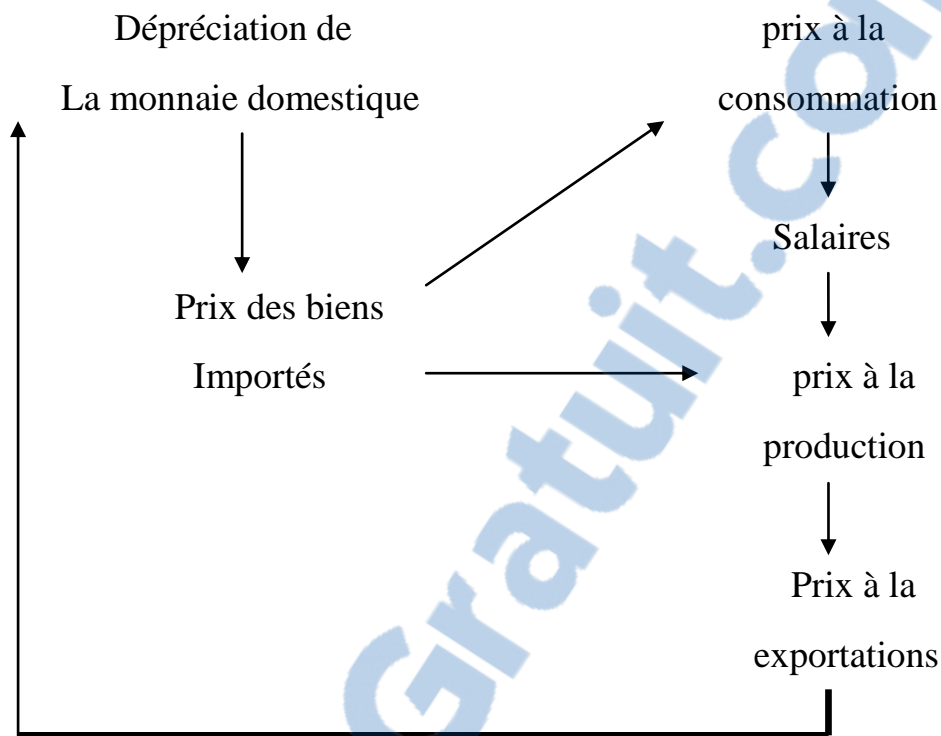 Dépréciation de
La monnaie domestique
Prix des biens
Importés
prix à la
consommation
Salaires
prix à la
production
Prix à la
exportations
Gratuit.co